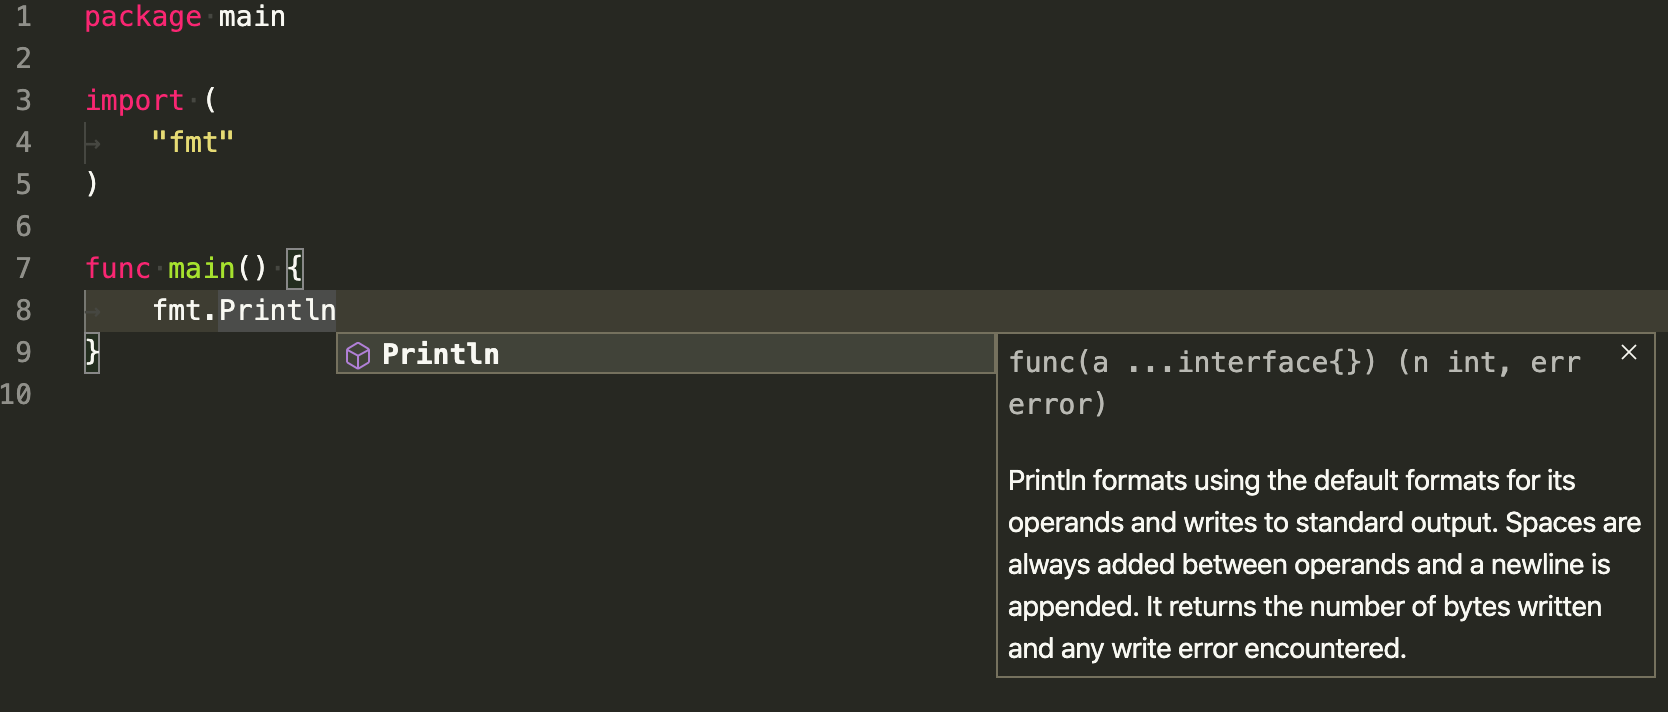 1 package main
2
3 import (
4 "fmt"
5 )
6
7 func main() {
8 fmt.Println
9 }
Println
10
func(a ...interface{}) (n int, err
error)
Println formats using the default formats for its
operands and writes to standard output. Spaces are
always added between operands and a newline is
appended. It returns the number of bytes written
and any write error encountered.